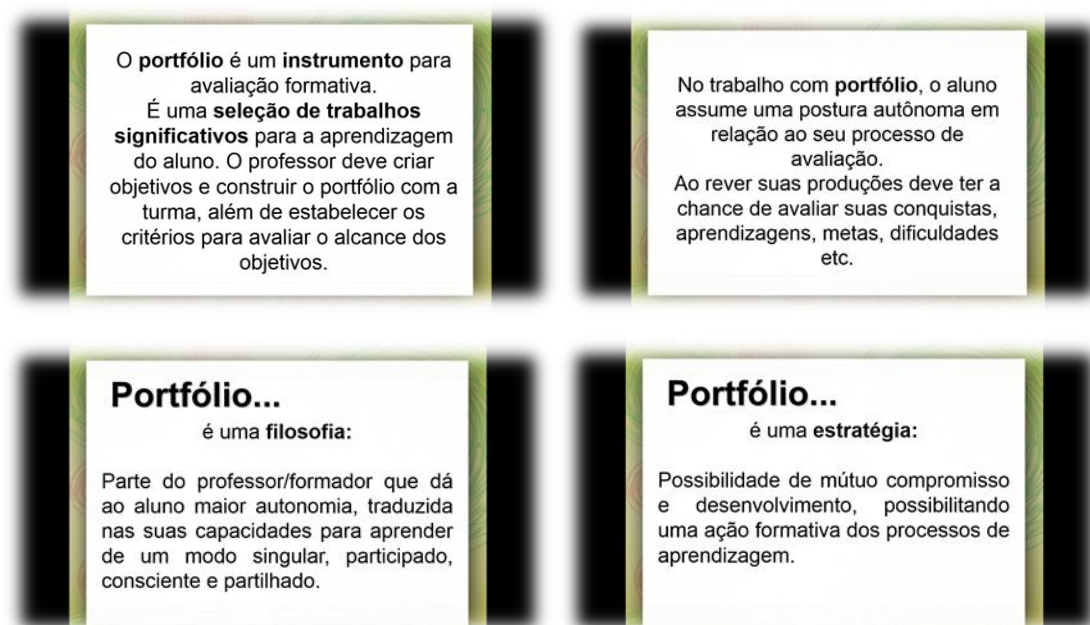 O portfólio é um instrumento para
avaliação formativa.
É uma seleção de trabalhos
significativos para a aprendizagem
do aluno. O professor deve criar
objetivos e construir o portfólio com a
turma, além de estabelecer os
critérios para avaliar o alcance dos
objetivos.
No trabalho com portfólio, o aluno
assume uma postura autônoma em
relação ao seu processo de
avaliação.
Ao rever suas produções deve ter a
chance de avaliar suas conquistas,
aprendizagens, metas, dificuldades
etc.
Portfólio...
é uma filosofia:
Parte do professor/formador que dá
ao aluno maior autonomia, traduzida
nas suas capacidades para aprender
de um modo singular, participado,
consciente e partilhado.
Portfólio...
é uma estratégia:
Possibilidade de mútuo compromisso
e desenvolvimento, possibilitando
uma ação formativa dos processos de
aprendizagem.